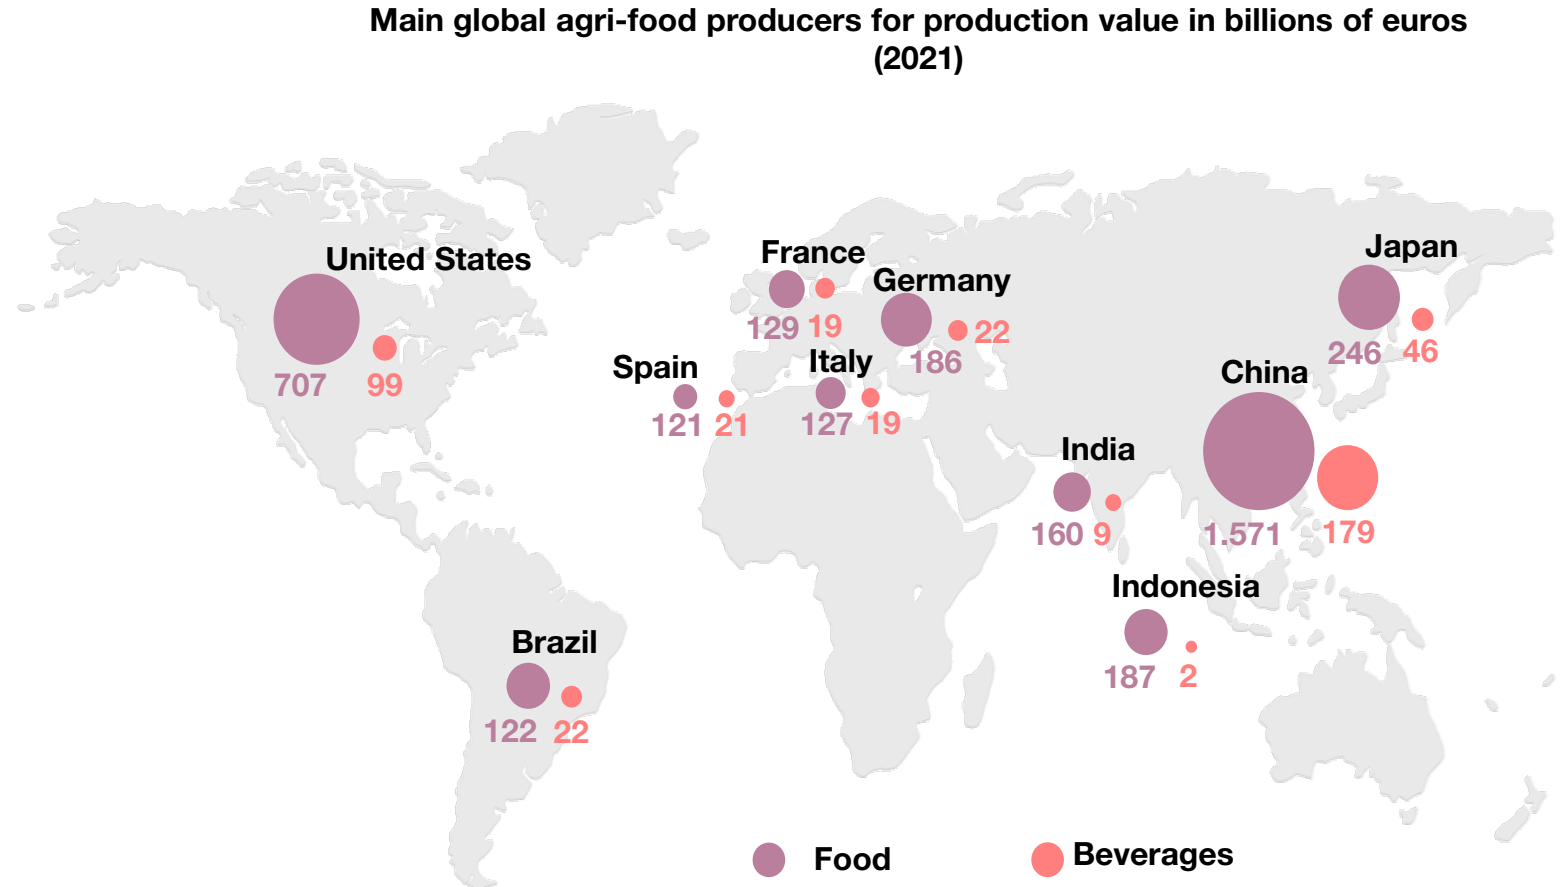 Main global agri-food producers for production value in billions of euros
(2021)
United States
707 99
France
129 19
Germany
186 22
Spain
121 21
Italy
127 19
Japan
246 46
China
1.571 179
India
160 9
Indonesia
187 2
Brazil
122 22
Food
Beverages